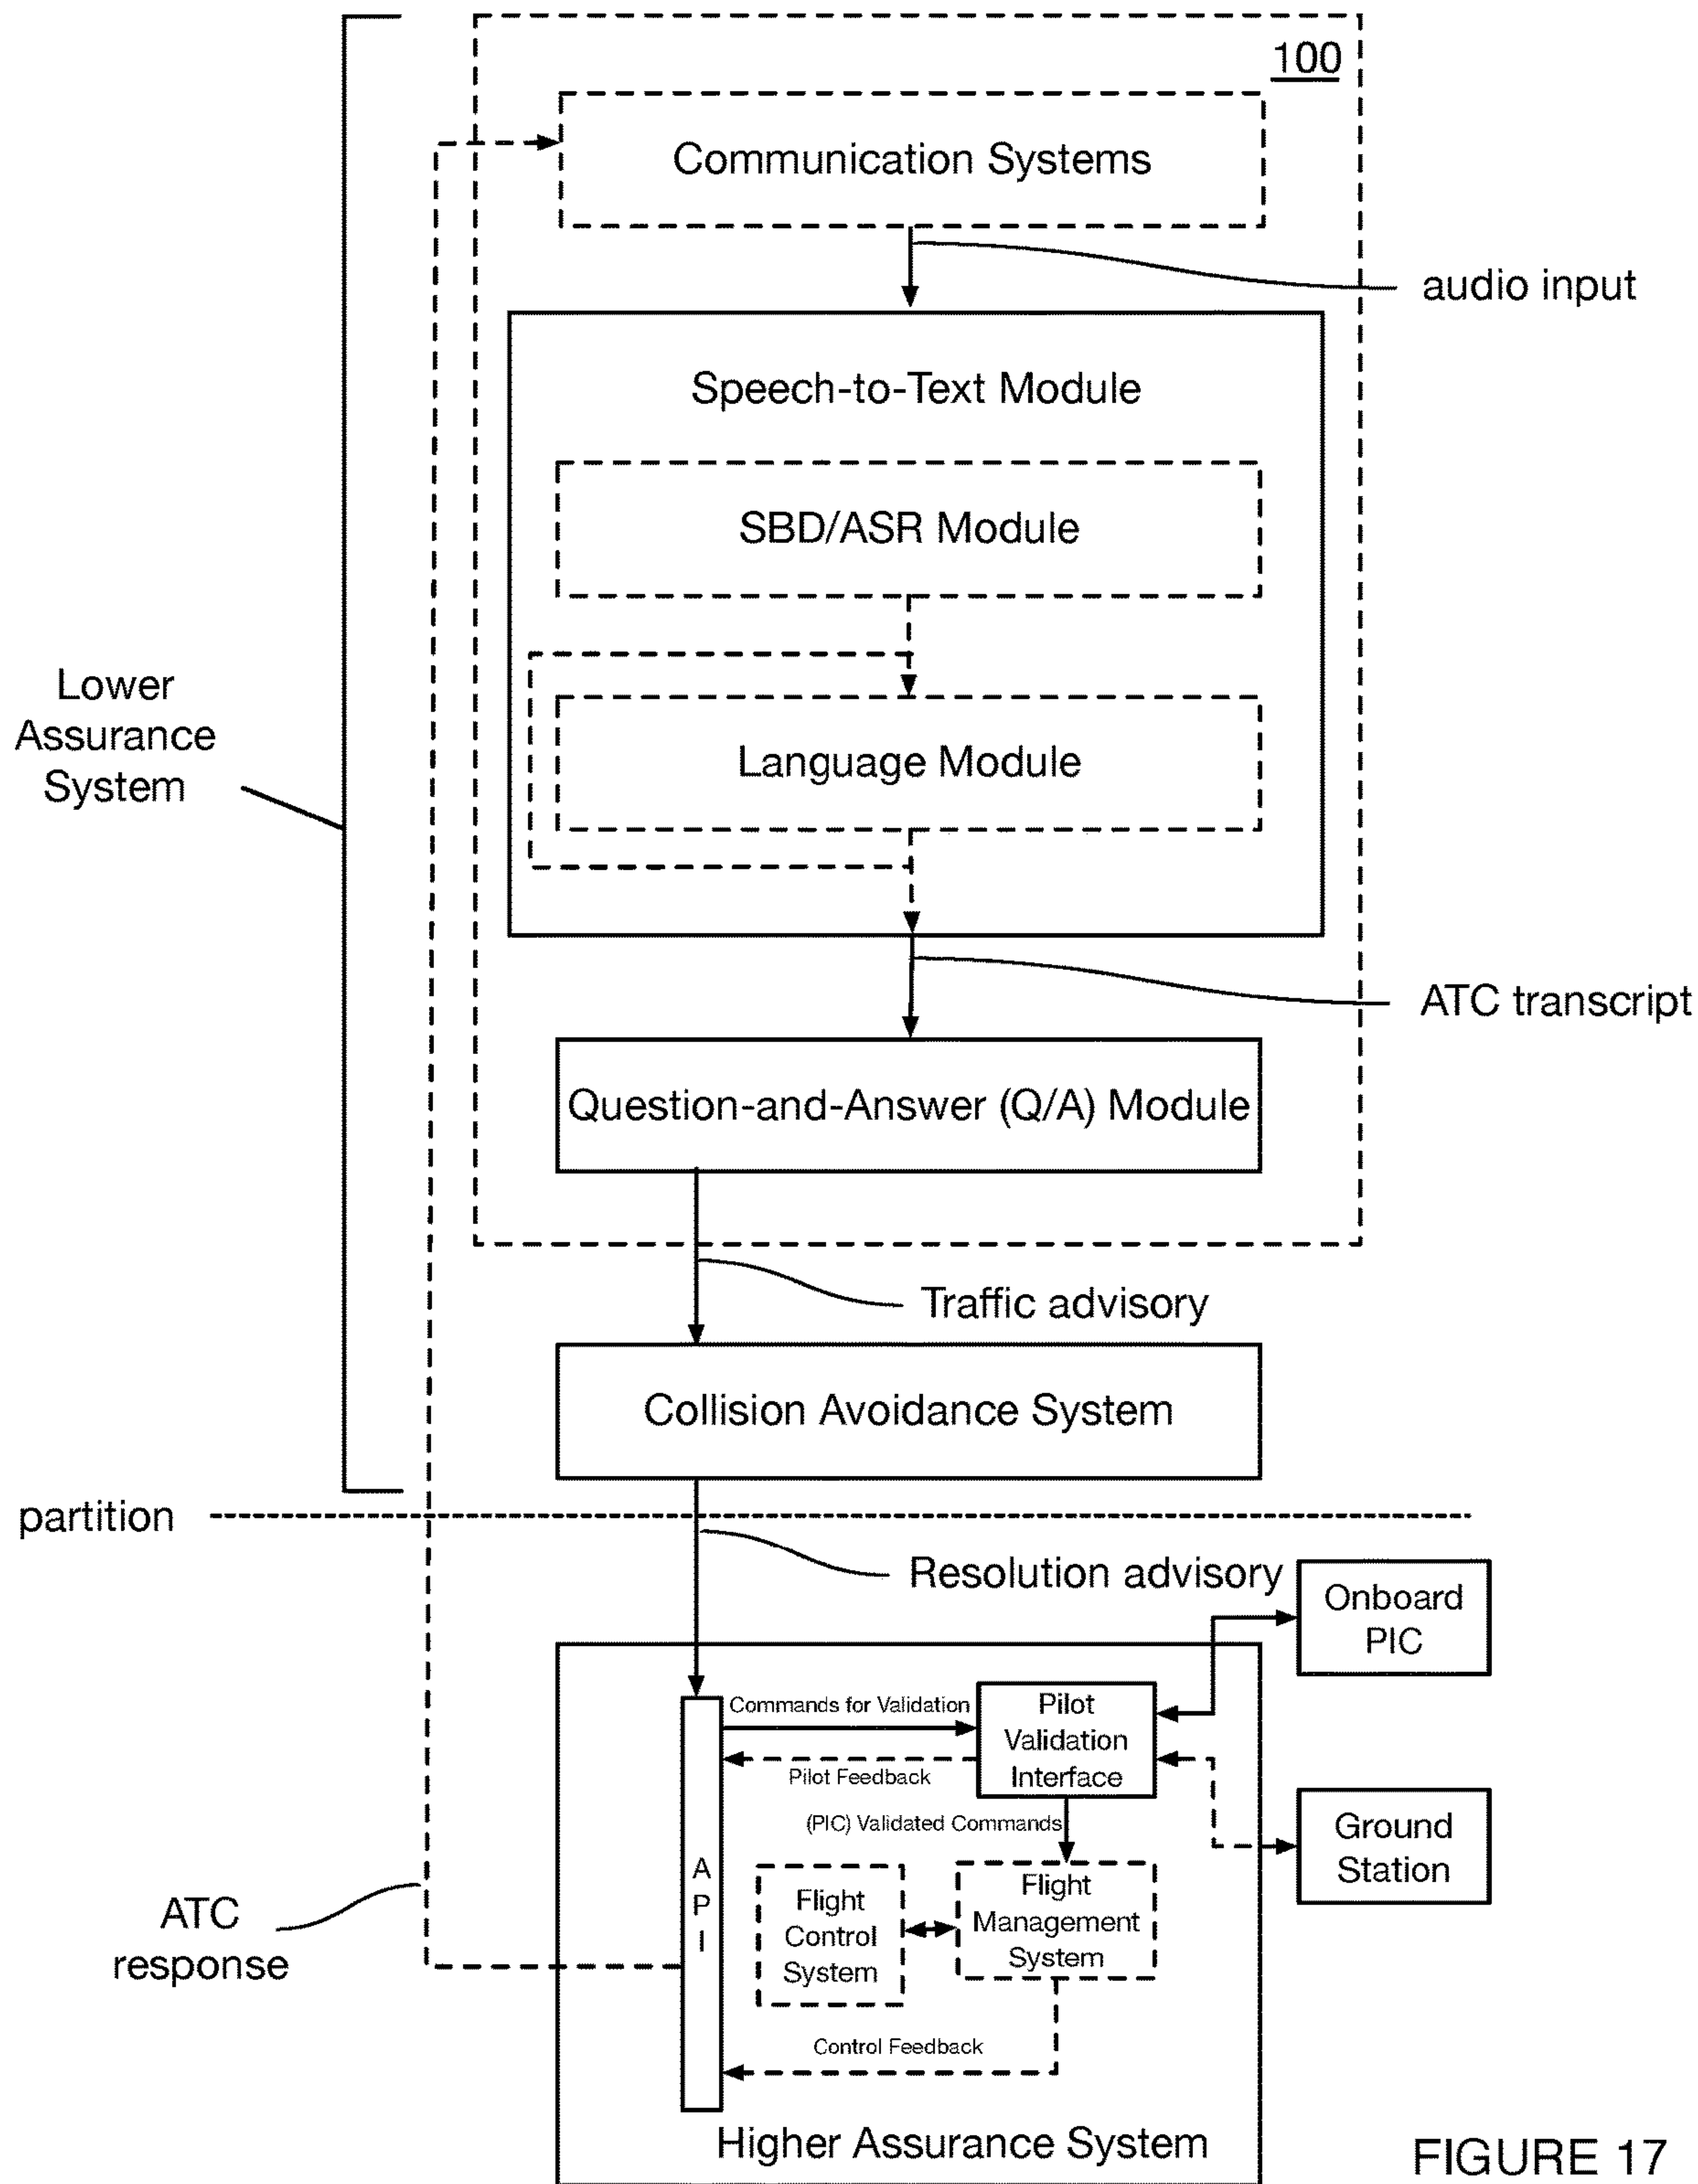 100
Communication Systems
audio input
Speech-to-Text Module
SBD/ASR Module
Lower
Assurance
System
Language Module
ATC transcript
Question-and-Answer (Q/A) Module
Traffic advisory
Collision Avoidance System
partition
Resolution advisory
Onboard
PIC
Commands for Validation
Pilot
Validation
Interface
Pilot Feedback
(PIC) Validated Commands
Ground
Station
A
P
I
Flight
Control
System
Flight
Management
System
ATC
response
Control Feedback
Higher Assurance System
FIGURE 17